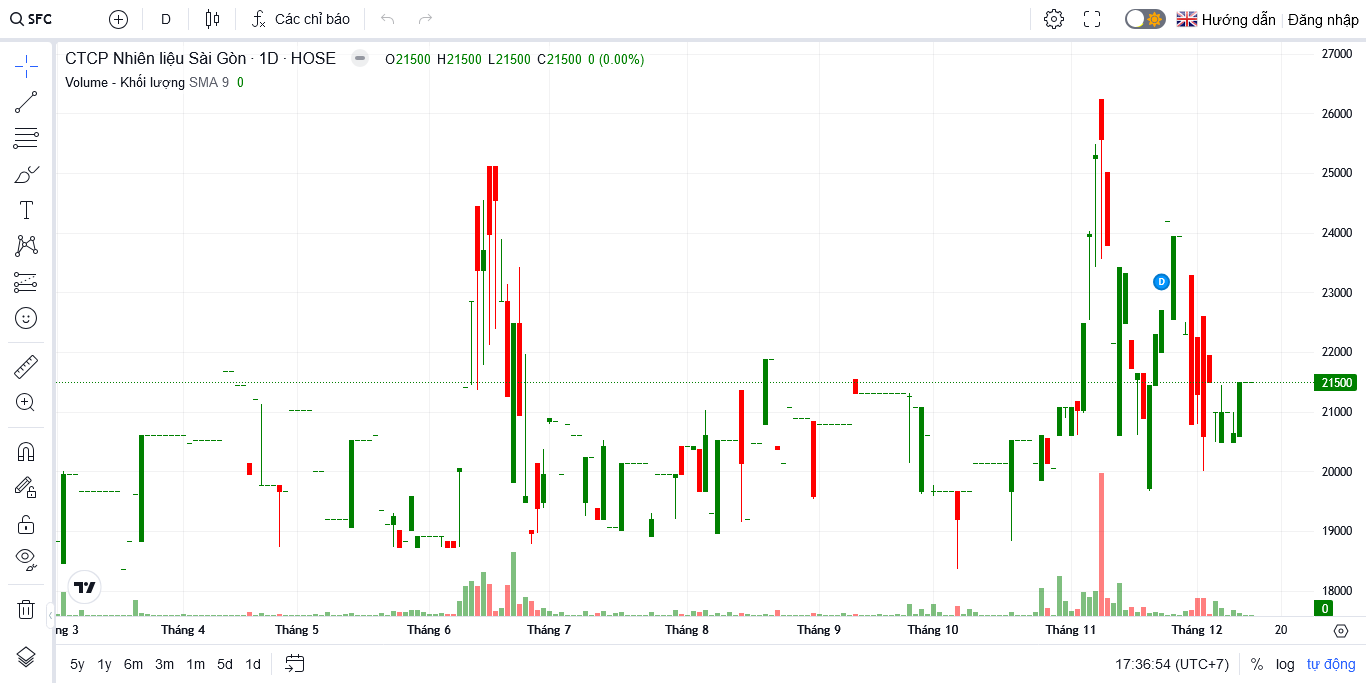 SFC D Các chỉ báo Hướng dẫn Đăng nhập
CTCP Nhiên liệu Sài Gòn · 1D · HOSE O21500 H21500 L21500 C21500 0 (0.00%)
Volume - Khối lượng SMA 9 0
27000
26000
25000
24000
23000
D
22000
21500
21000
20000
19000
18000
0
ng 3 Tháng 4 Tháng 5 Tháng 6 Tháng 7 Tháng 8 Tháng 9 Tháng 10 Tháng 11 Tháng 12 20
5y 1y 6m 3m 1m 5d 1d 17:36:54 (UTC+7) % log tự động